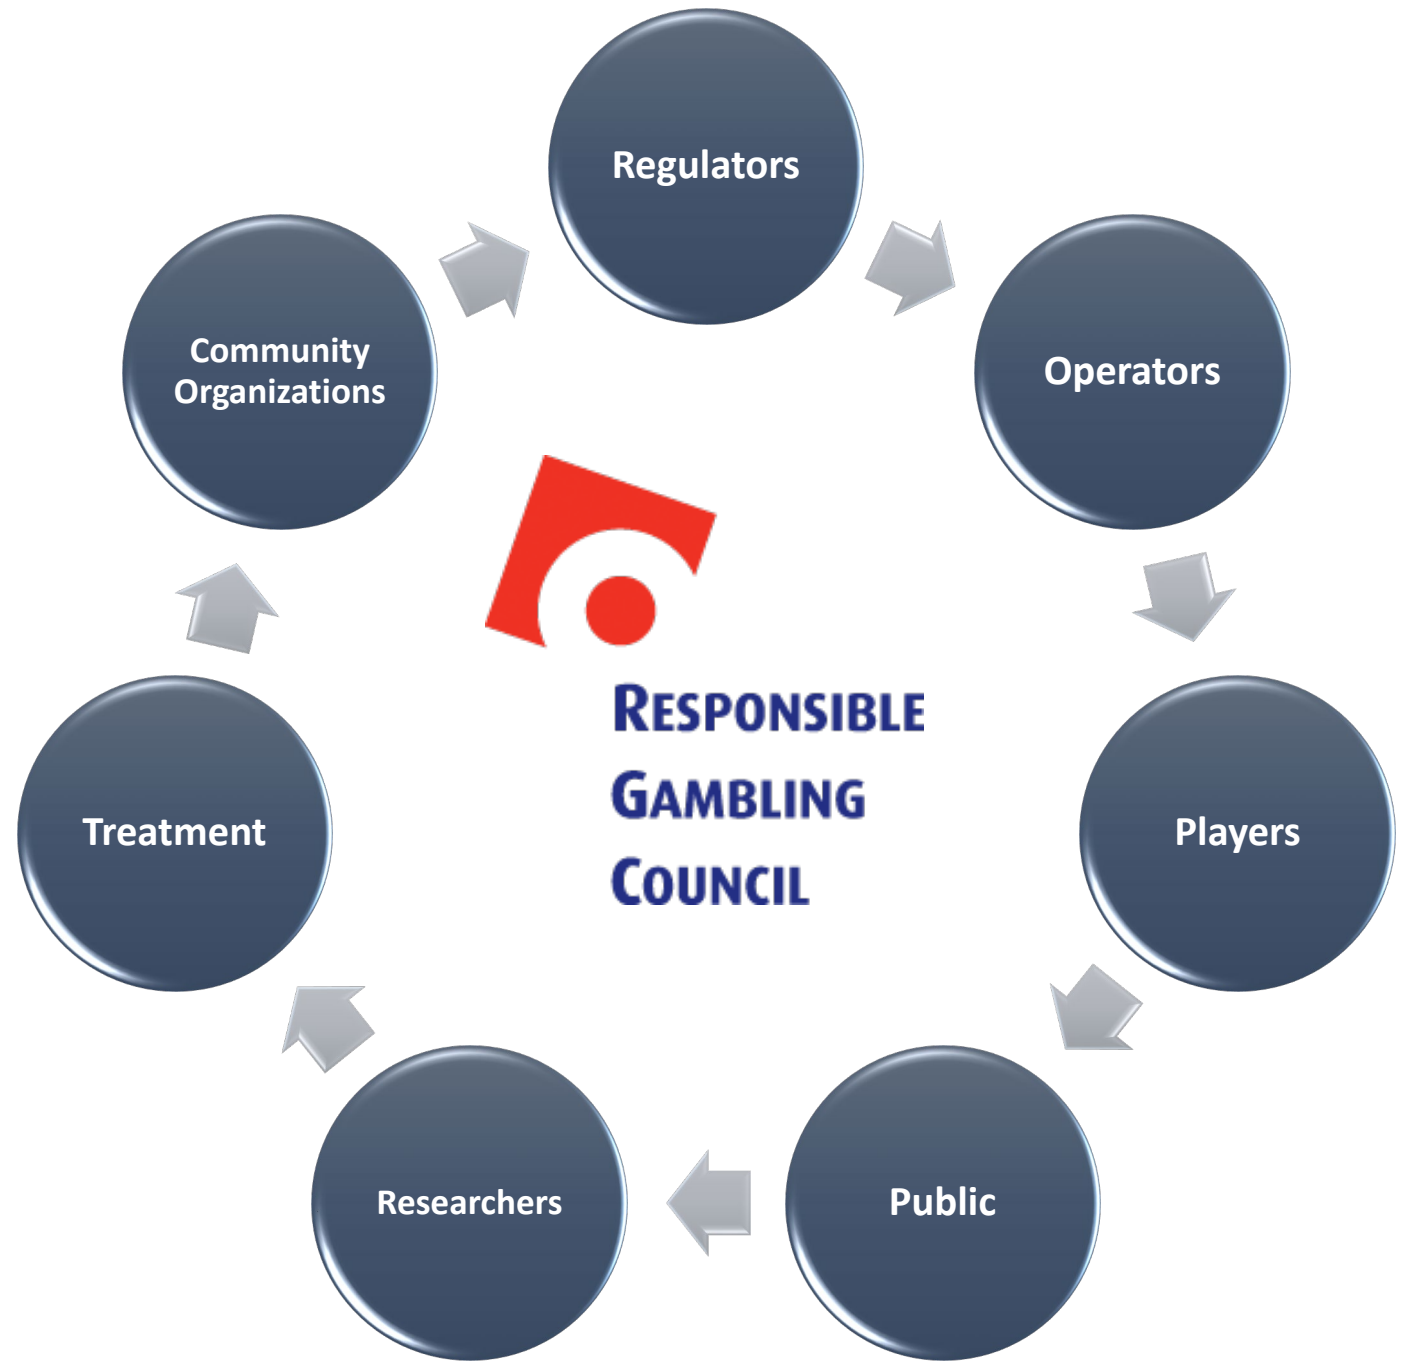 Regulators
Operators
Players
Public
Researchers
Treatment
Community
Organizations
RESPONSIBLE
GAMBLING
COUNCIL